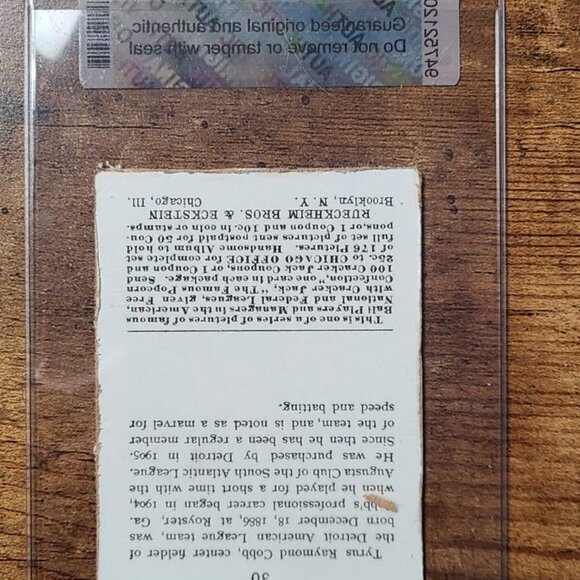 Guaranteed original and authentic
Do not remove or tamper with seal
30
Tyrus Raymond Cobb, center fielder of
the Detroit American League team, was
born December 18, 1886, at Royster, Ga.
bb's professional career began in 1904,
when he played for a short time with the
Augusta Club of the South Atlantic League.
He was purchased by Detroit in 1905.
Since then he has been a regular member
of the team, and is noted as a marvel for
speed and batting.
This is one of a series of pictures of famous
Ball Players and Managers in the American,
National and Federal Leagues, given Free
with Cracker Jack, "The Famous Popcorn
Confection," one card in each package. Send
100 Cracker Jack Coupons, or 1 Coupon and
25c. to CHICAGO OFFICE for complete set
of 176 Pictures. Handsome Album to hold
full set of pictures sent postpaid for 50 Cou-
pons, or 1 Coupon and 10c. in coin or stamps.
RUECKHEIM BROS. & ECKSTEIN
Brooklyn, N. Y. Chicago, Ill.